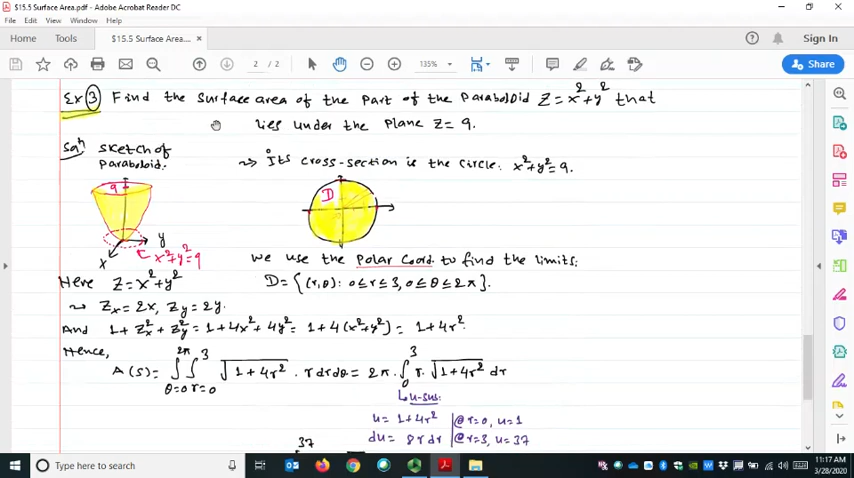 $15.5 Surface Area.pdf - Adobe Acrobat Reader DC
File Edit View Window Help
Home Tools $15.5 Surface Area... × Sign In
2 / 2 135% Share
Ex ③ Find the surface area of the part of the paraboloid z = x² + y² that
lies under the plane z = 9.
Solⁿ sketch of
paraboloid.
⇝ Its cross-section is the circle: x²+y²=9.
9
D
y
x
x²+y²=9
We use the Polar Coord. to find the limits:
Here z = x²+y²
D = {(r,θ): 0≤r≤3, 0≤θ≤2π}.
⇝ Zx = 2x, Zy = 2y.
And 1+Zx²+Zy² = 1+4x²+4y² = 1+4(x²+y²) = 1+4r².
Hence,
A(S) = ∫θ=0^2π ∫r=0^3 √(1+4r²) · r dr dθ = 2π · ∫0^3 r · √(1+4r²) dr
u-sus:
u = 1+4r² @r=0, u=1
du = 8r dr @r=3, u=37
37
Type here to search
11:17 AM
3/28/2020